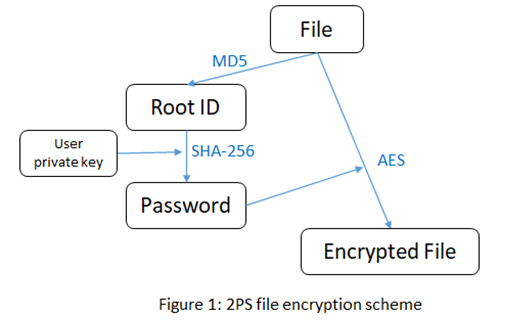 File
MD5
Root ID
User
private key
SHA-256
AES
Password
Encrypted File
Figure 1: 2PS file encryption scheme